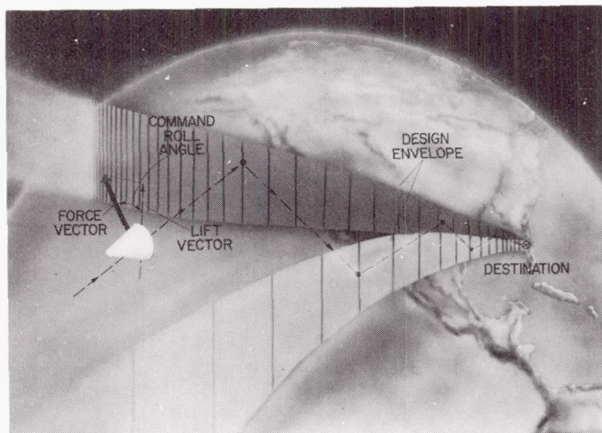 COMMAND
ROLL
ANGLE
DESIGN
ENVELOPE
FORCE
VECTOR
LIFT
VECTOR
DESTINATION